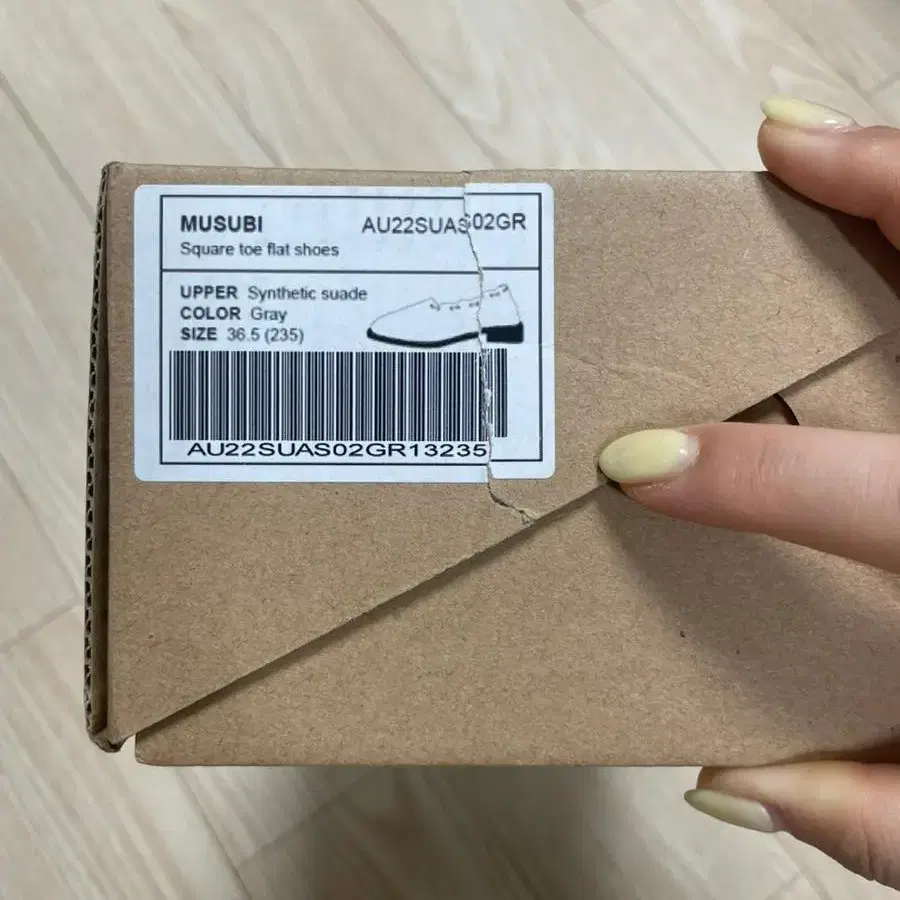 MUSUBI AU22SUAS02GR
Square toe flat shoes
UPPER Synthetic suade
COLOR Gray
SIZE 36.5 (235)
AU22SUAS02GR13235